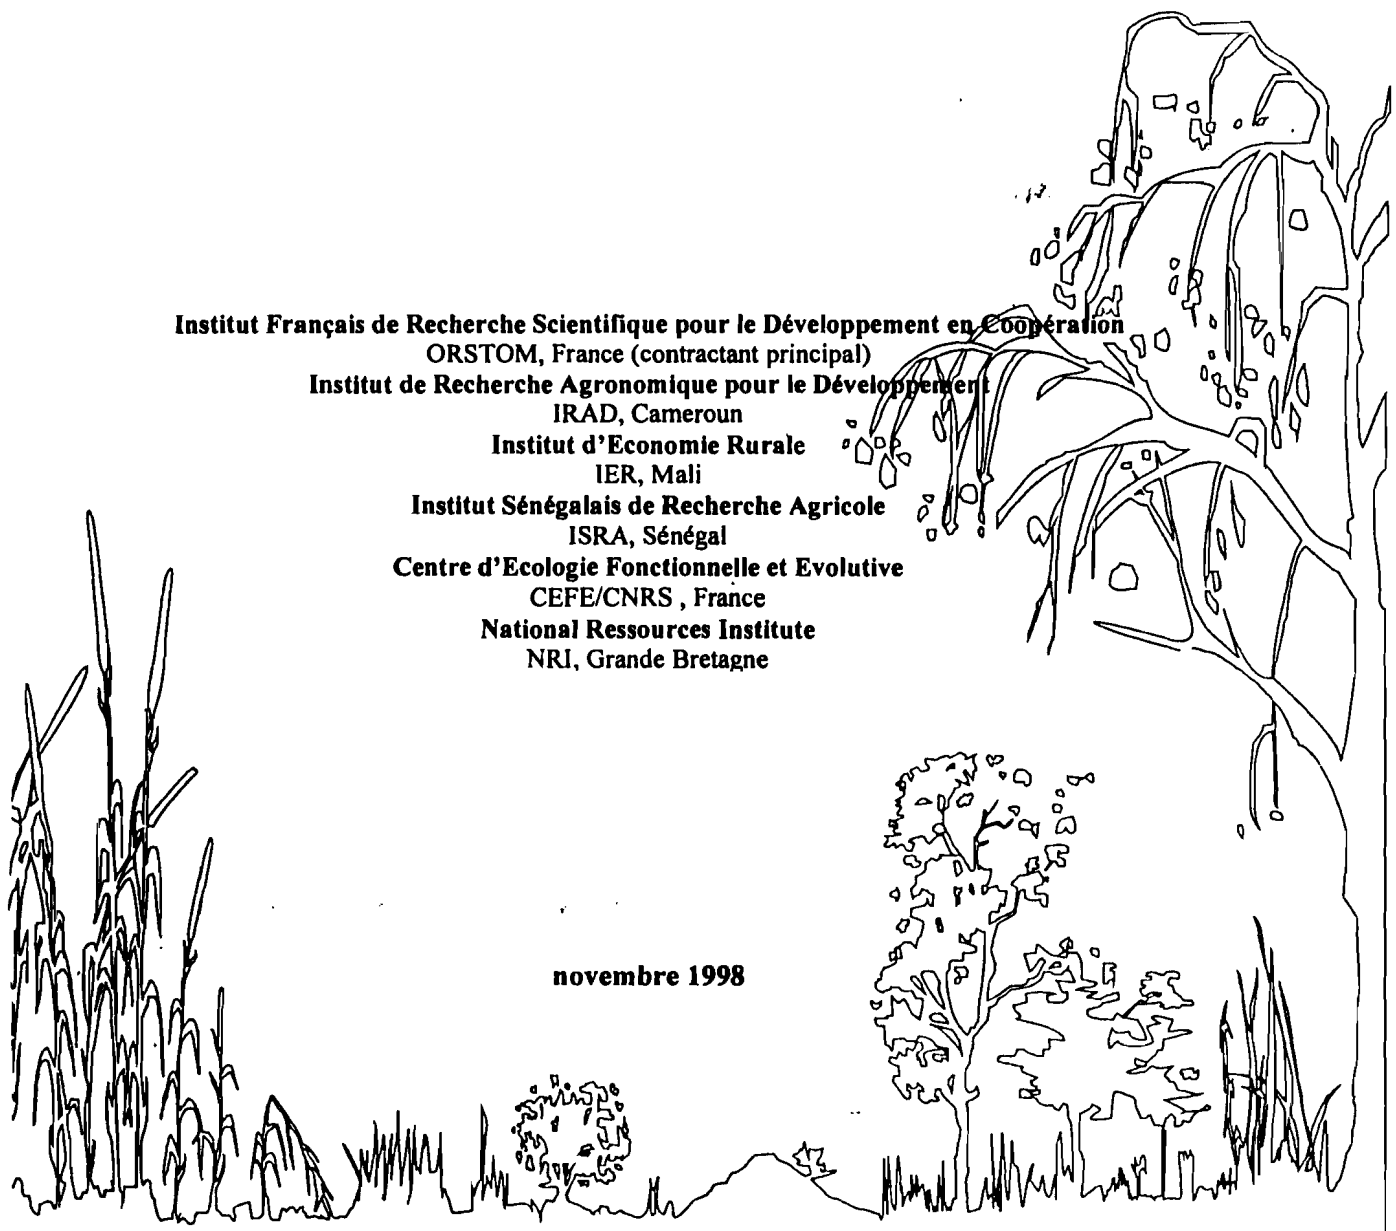 Institut Français de Recherche Scientifique pour le Développement en Coopération
ORSTOM, France (contractant principal)
Institut de Recherche Agronomique pour le Développement
IRAD, Cameroun
Institut d'Economie Rurale
IER, Mali
Institut Sénégalais de Recherche Agricole
ISRA, Sénégal
Centre d'Ecologie Fonctionnelle et Evolutive
CEFE/CNRS , France
National Ressources Institute
NRI, Grande Bretagne
novembre 1998